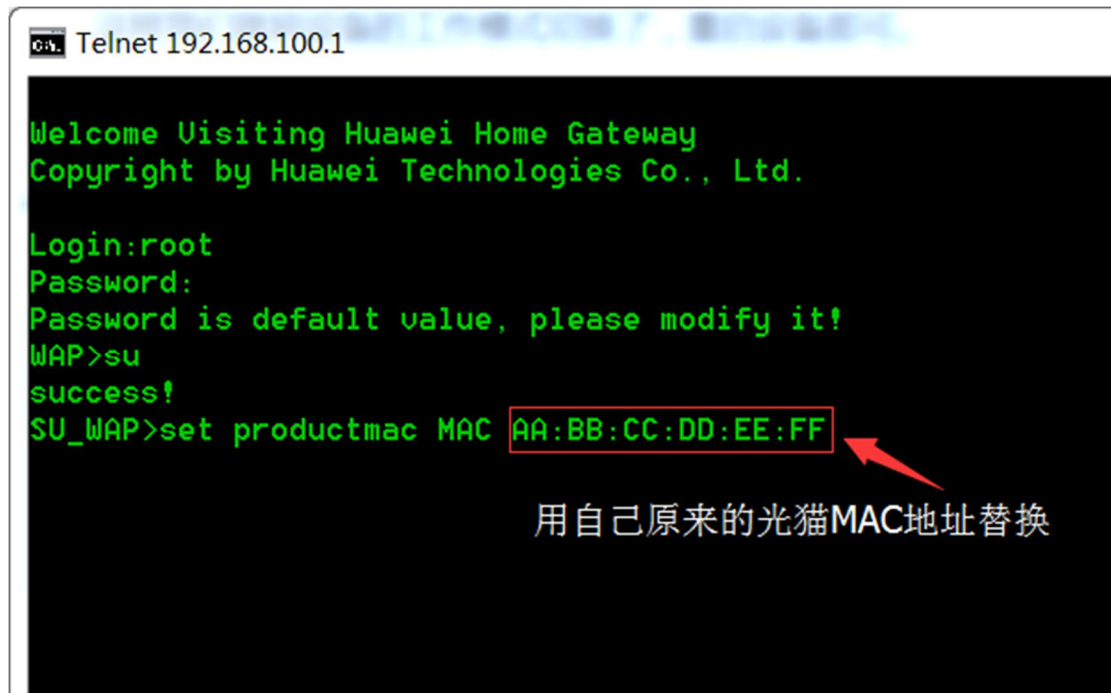 Telnet 192.168.100.1
Welcome Visiting Huawei Home Gateway
Copyright by Huawei Technologies Co., Ltd.
Login:root
Password:
Password is default value, please modify it!
WAP>su
success!
SU_WAP>set productmac MAC AA:BB:CC:DD:EE:FF
用自己原来的光猫MAC地址替换